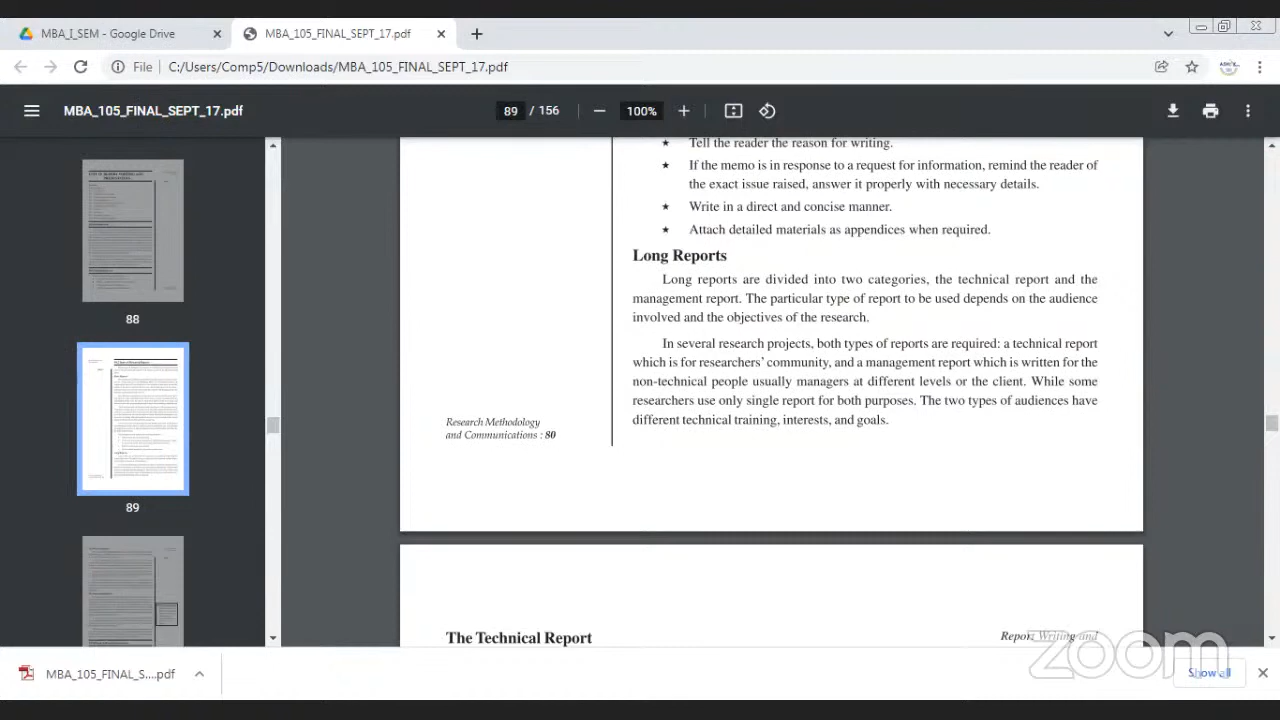 MBA_I_SEM - Google Drive
MBA_105_FINAL_SEPT_17.pdf
File
C:/Users/Comp5/Downloads/MBA_105_FINAL_SEPT_17.pdf
MBA_105_FINAL_SEPT_17.pdf
89 / 156
100%
88
89
Tell the reader the reason for writing.
★ If the memo is in response to a request for information, remind the reader of
the exact issue raised, answer it properly with necessary details.
★ Write in a direct and concise manner.
★ Attach detailed materials as appendices when required.
Long Reports
Long reports are divided into two categories, the technical report and the
management report. The particular type of report to be used depends on the audience
involved and the objectives of the research.
In several research projects, both types of reports are required: a technical report
which is for researchers' community, and a management report which is written for the
non-technical people usually managers at different levels or the client. While some
researchers use only single report for both purposes. The two types of audiences have
different technical training, interests, and goals.
Research Methodology
and Communications : 80
The Technical Report
Report Writing and
zoom
MBA_105_FINAL_S....pdf
Show all